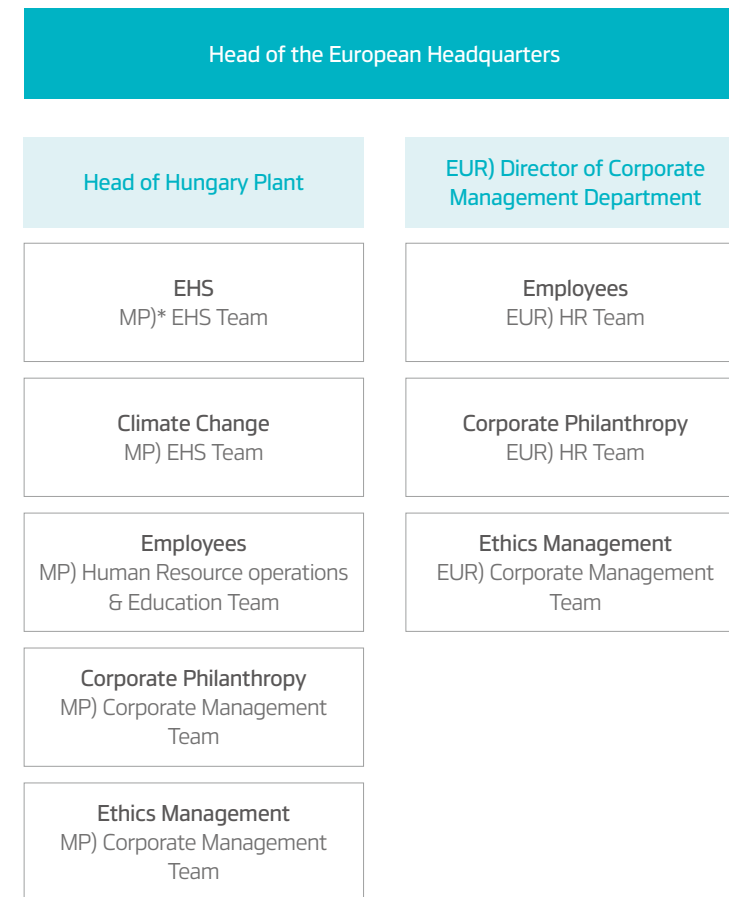 Head of the European Headquarters
Head of Hungary Plant
EHS
MP)* EHS Team
Climate Change
MP) EHS Team
Employees
MP) Human Resource operations
& Education Team
Corporate Philanthropy
MP) Corporate Management
Team
Ethics Management
MP) Corporate Management
Team
EUR) Director of Corporate
Management Department
Employees
EUR) HR Team
Corporate Philanthropy
EUR) HR Team
Ethics Management
EUR) Corporate Management
Team